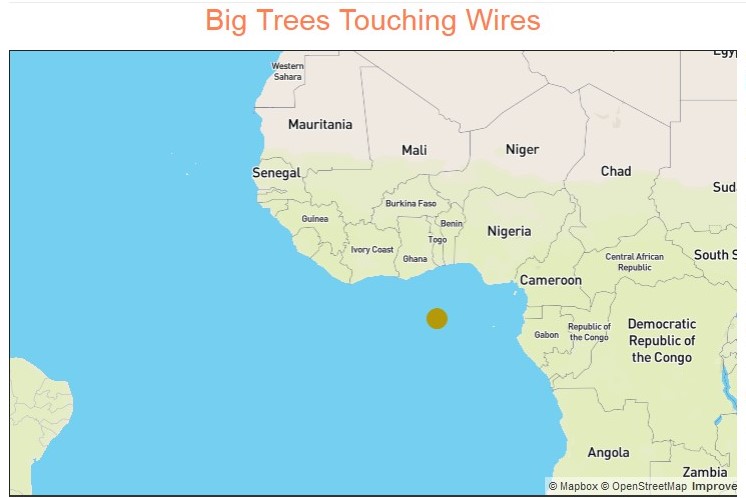 Big Trees Touching Wires
Western
Sahara
Mauritania
Mali
Niger
Chad
Senegal
Burkina Faso
Guinea
Benin
Nigeria
Togo
Ivory Coast
Ghana
Central African
Republic
South S
Cameroon
Gabon
Republic of
the Congo
Democratic
Republic of
the Congo
Angola
Zambia
© Mapbox © OpenStreetMap Improve